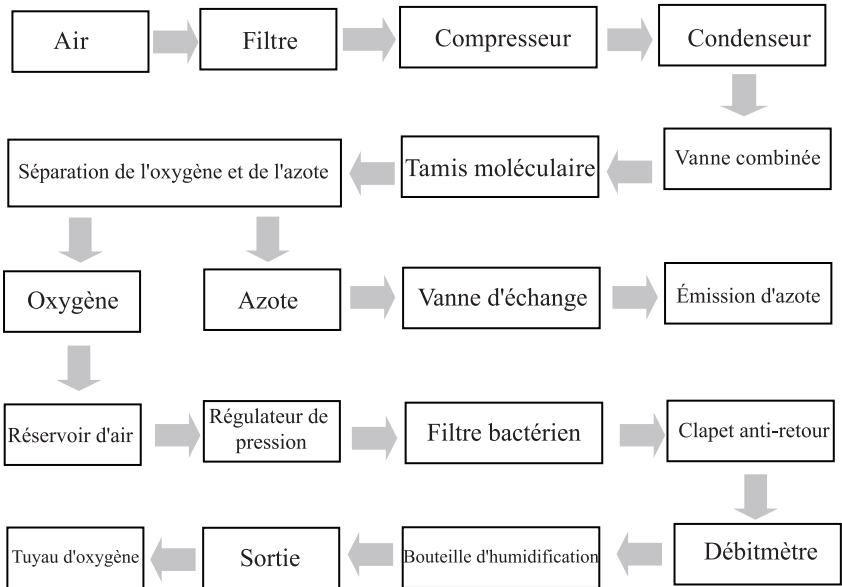 Air
Filtre
Compresseur
Condenseur
Vanne combinée
Tamis moléculaire
Séparation de l'oxygène et de l'azote
Oxygène
Azote
Vanne d'échange
Émission d'azote
Réservoir d'air
Régulateur de
pression
Filtre bactérien
Clapet anti-retour
Débitmètre
Bouteille d'humidification
Sortie
Tuyau d'oxygène